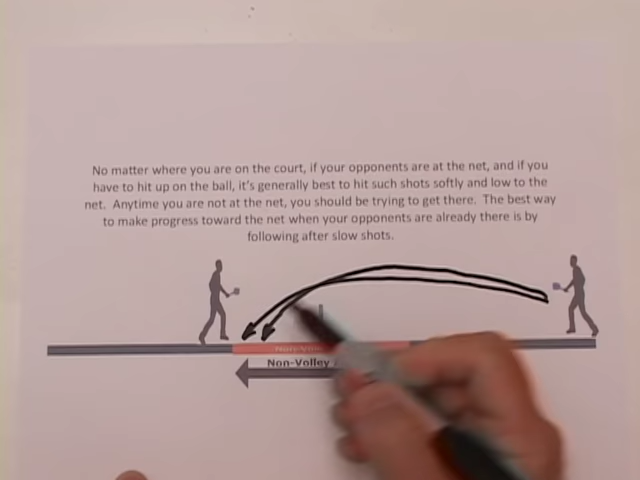 No matter where you are on the court, if your opponents are at the net, and if you
have to hit up on the ball, it's generally best to hit such shots softly and low to the
net.  Anytime you are not at the net, you should be trying to get there.  The best way
to make progress toward the net when your opponents are already there is by
following after slow shots.
Non-Volley